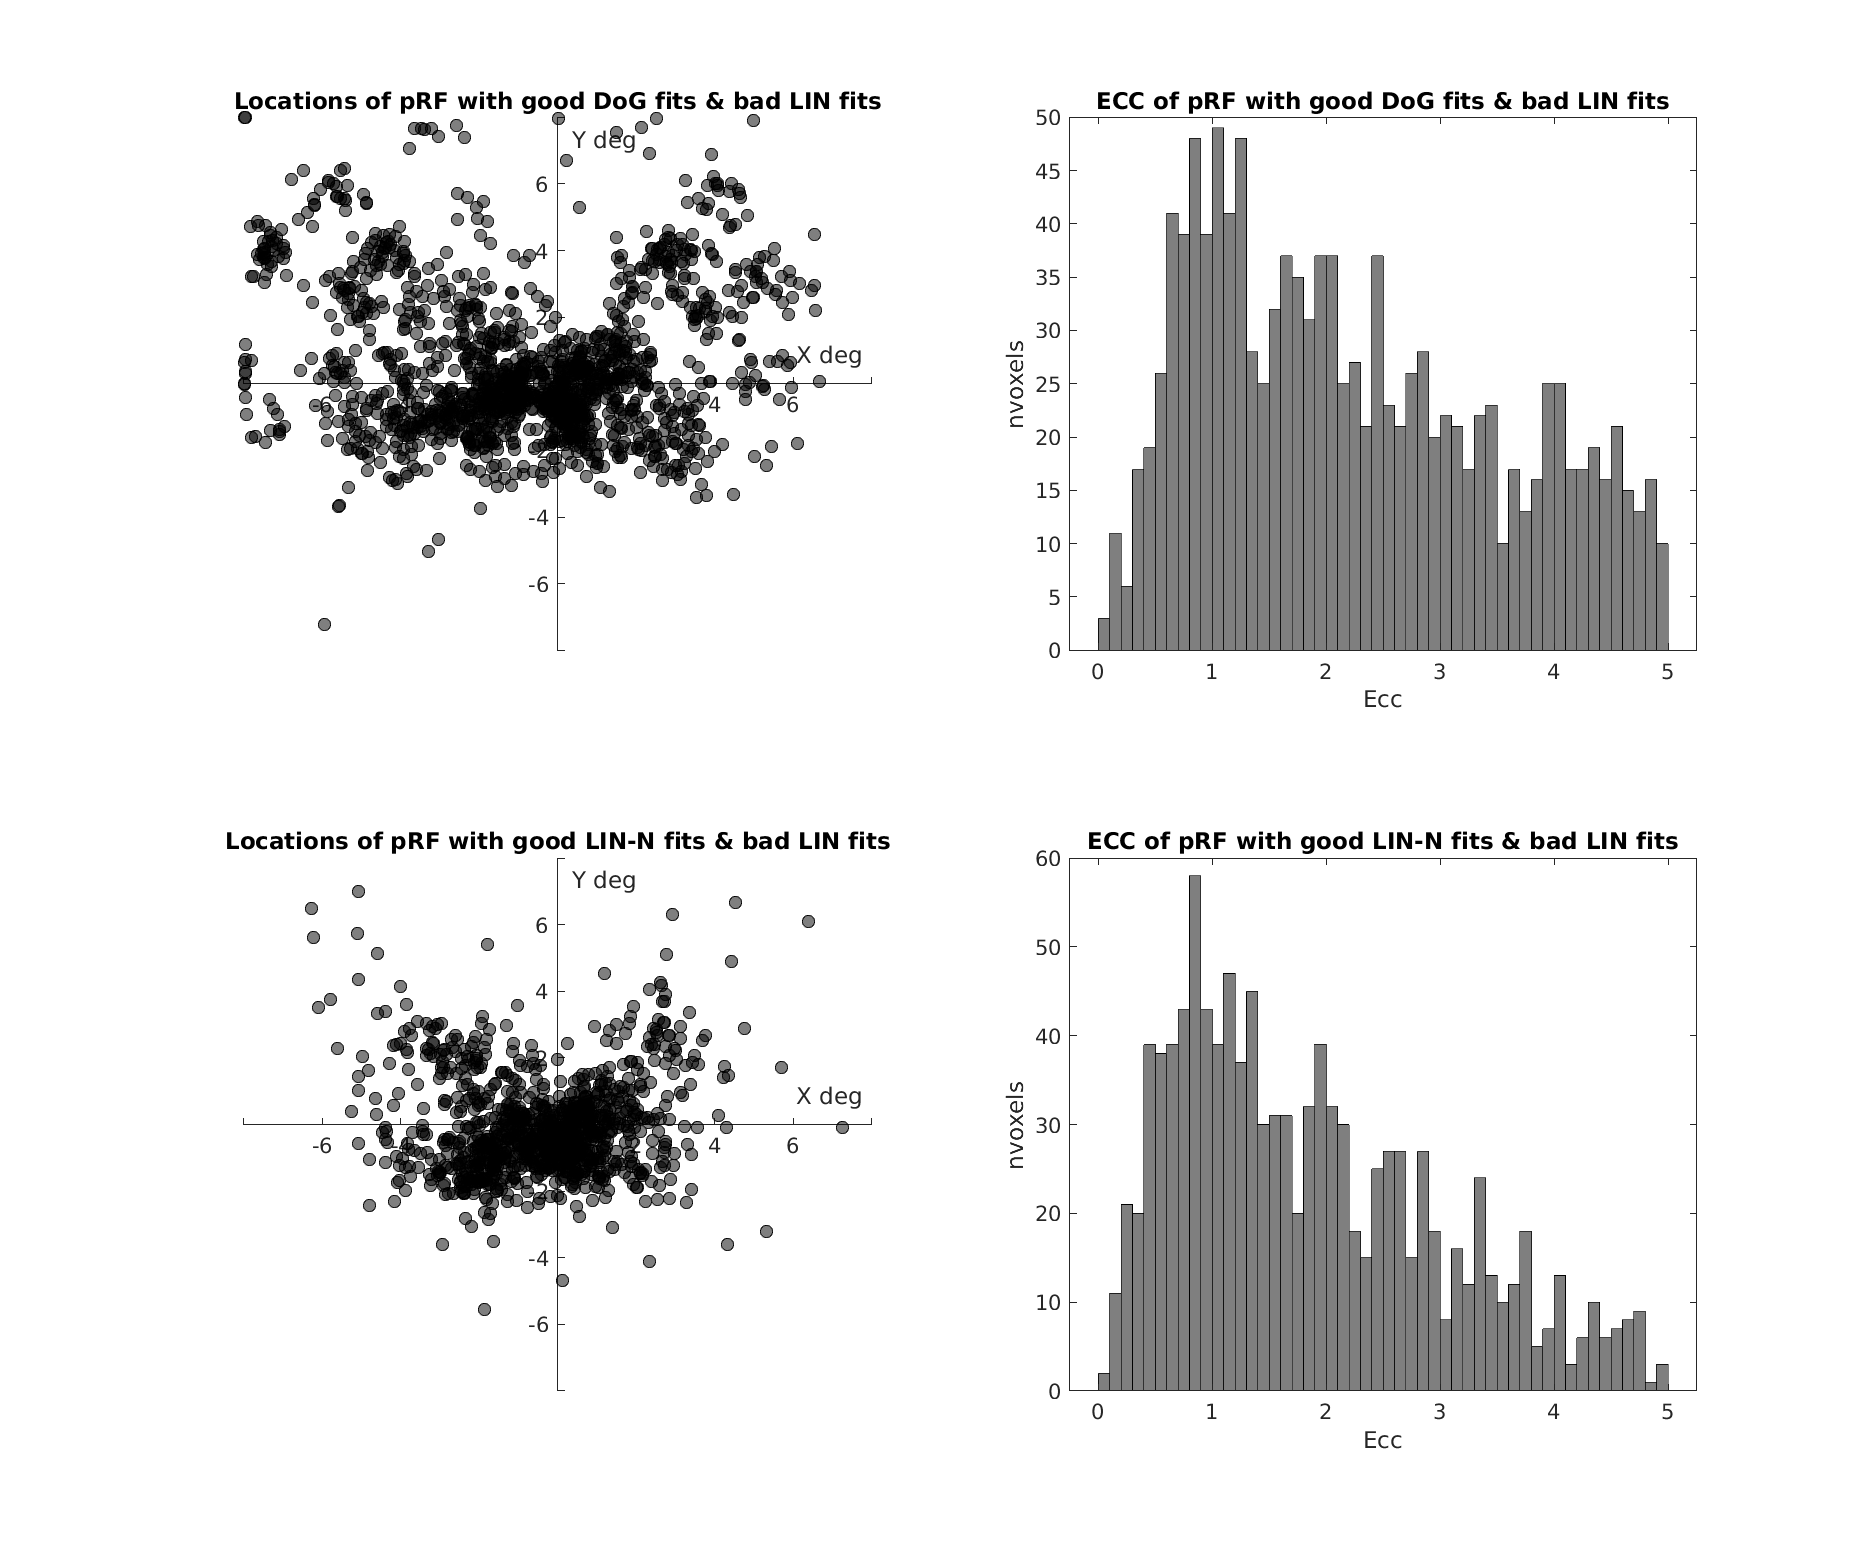 Locations of pRF with good DoG fits & bad LIN fits
Y deg
6
4
2
X deg
-6
4
6
-4
-6
ECC of pRF with good DoG fits & bad LIN fits
50
45
40
35
30
25
20
15
10
5
0
nvoxels
0 1 2 3 4 5
Ecc
Locations of pRF with good LIN-N fits & bad LIN fits
Y deg
6
4
2
X deg
-6 -4 2 4 6
-2
-4
-6
ECC of pRF with good LIN-N fits & bad LIN fits
60
50
40
30
20
10
0
nvoxels
0 1 2 3 4 5
Ecc